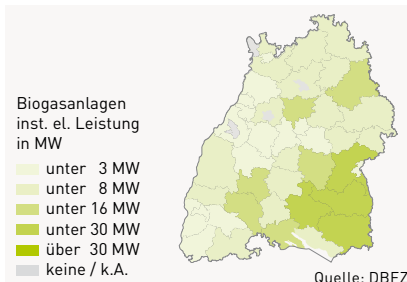 Biogasanlagen
inst. el. Leistung
in MW
unter 3 MW
unter 8 MW
unter 16 MW
unter 30 MW
über 30 MW
keine / k.A.
Quelle: DBFZ